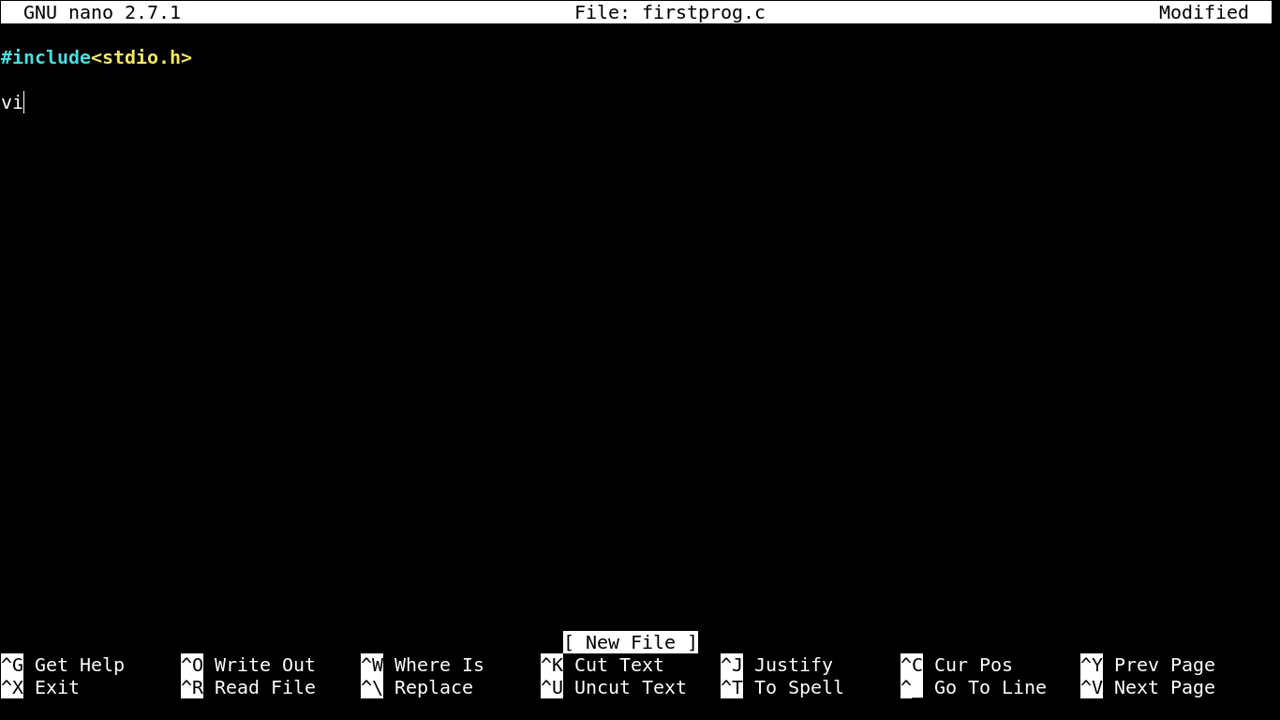 GNU nano 2.7.1 File: firstprog.c Modified
#include<stdio.h>
vi
[ New File ]
^G Get Help ^O Write Out ^W Where Is ^K Cut Text ^J Justify ^C Cur Pos ^Y Prev Page
^X Exit ^R Read File ^\ Replace ^U Uncut Text ^T To Spell ^_ Go To Line ^V Next Page